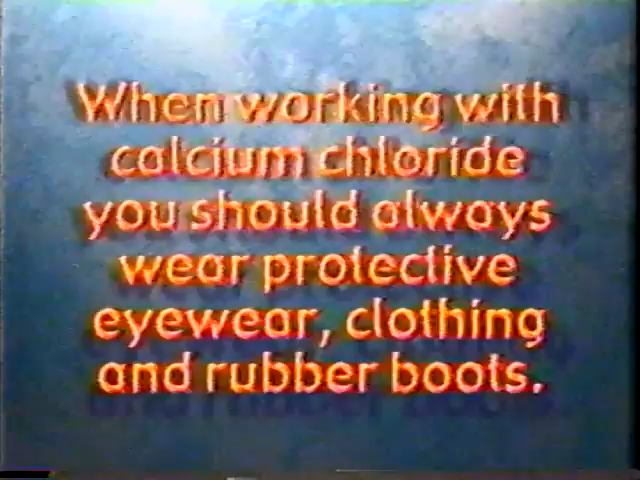 When working with
calcium chloride
you should always
wear protective
eyewear, clothing
and rubber boots.